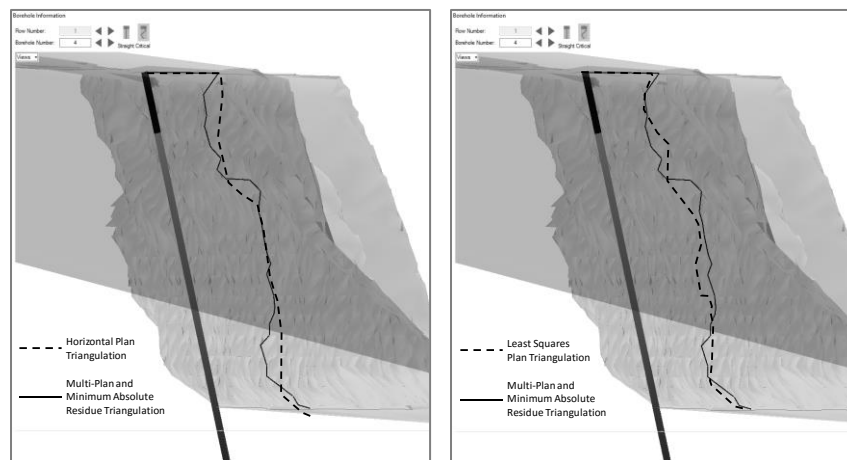 Borehole Information
Row Number: 1
Borehole Number: 4
Straight Critical
Views
Horizontal Plan
Triangulation
Multi-Plan and
Minimum Absolute
Residue Triangulation
Borehole Information
Row Number: 1
Borehole Number: 4
Straight Critical
Views
Least Squares
Plan Triangulation
Multi-Plan and
Minimum Absolute
Residue Triangulation